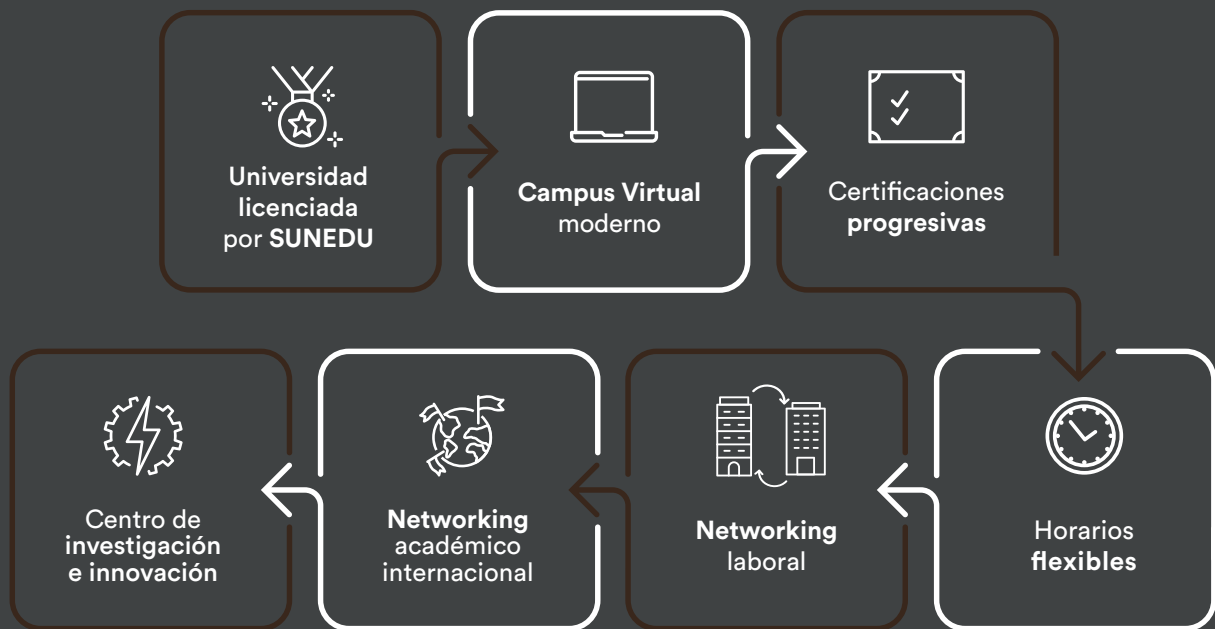 Universidad
licenciada
por SUNEDU
Campus Virtual
moderno
Certificaciones
progresivas
Horarios
flexibles
Networking
laboral
Networking
académico
internacional
Centro de
investigación
e innovación